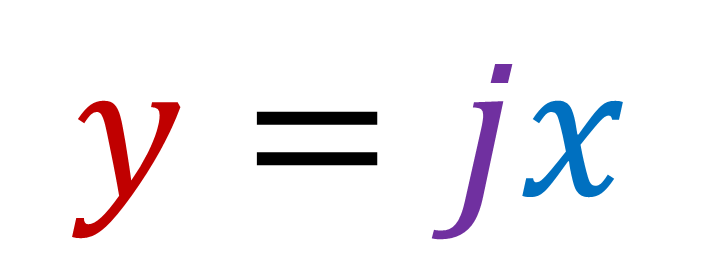 y = jx